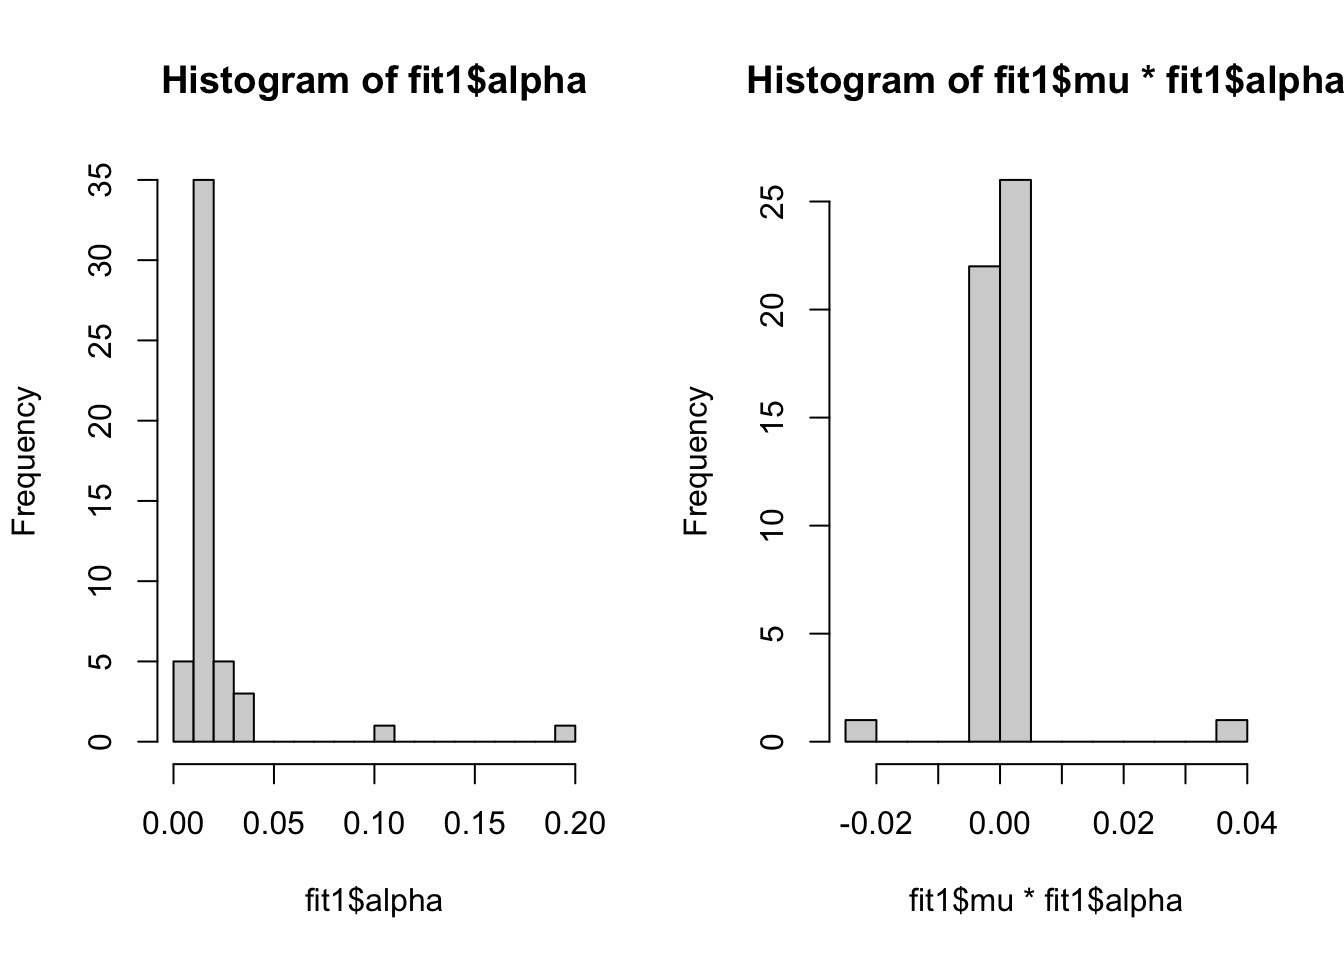 Histogram of fit1$alpha
Frequency
35
30
25
20
15
10
5
0
0.00 0.05 0.10 0.15 0.20
fit1$alpha
Histogram of fit1$mu * fit1$alpha
Frequency
25
20
15
10
5
0
-0.02 0.00 0.02 0.04
fit1$mu * fit1$alpha